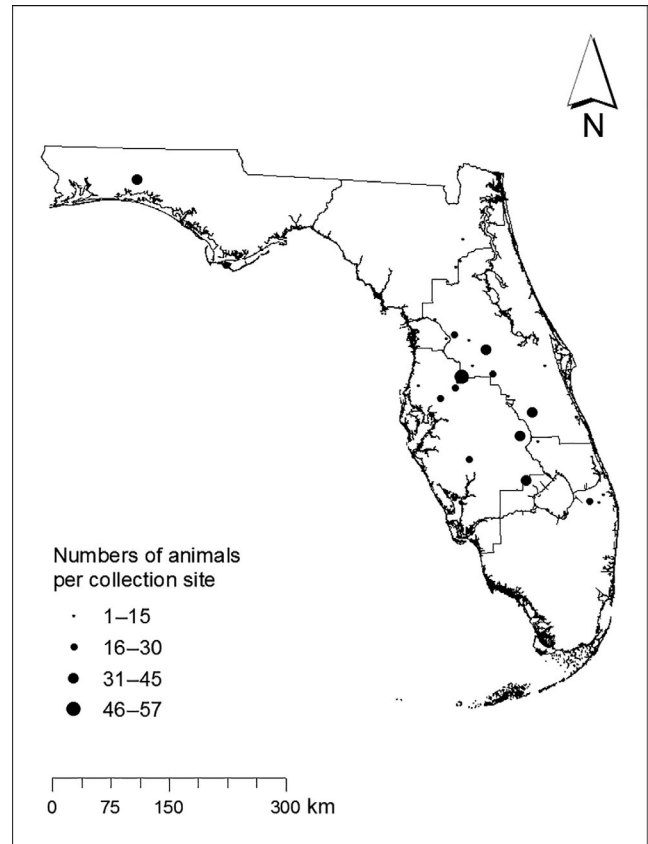 N
Numbers of animals
per collection site
1–15
16–30
31–45
46–57
0 75 150 300 km